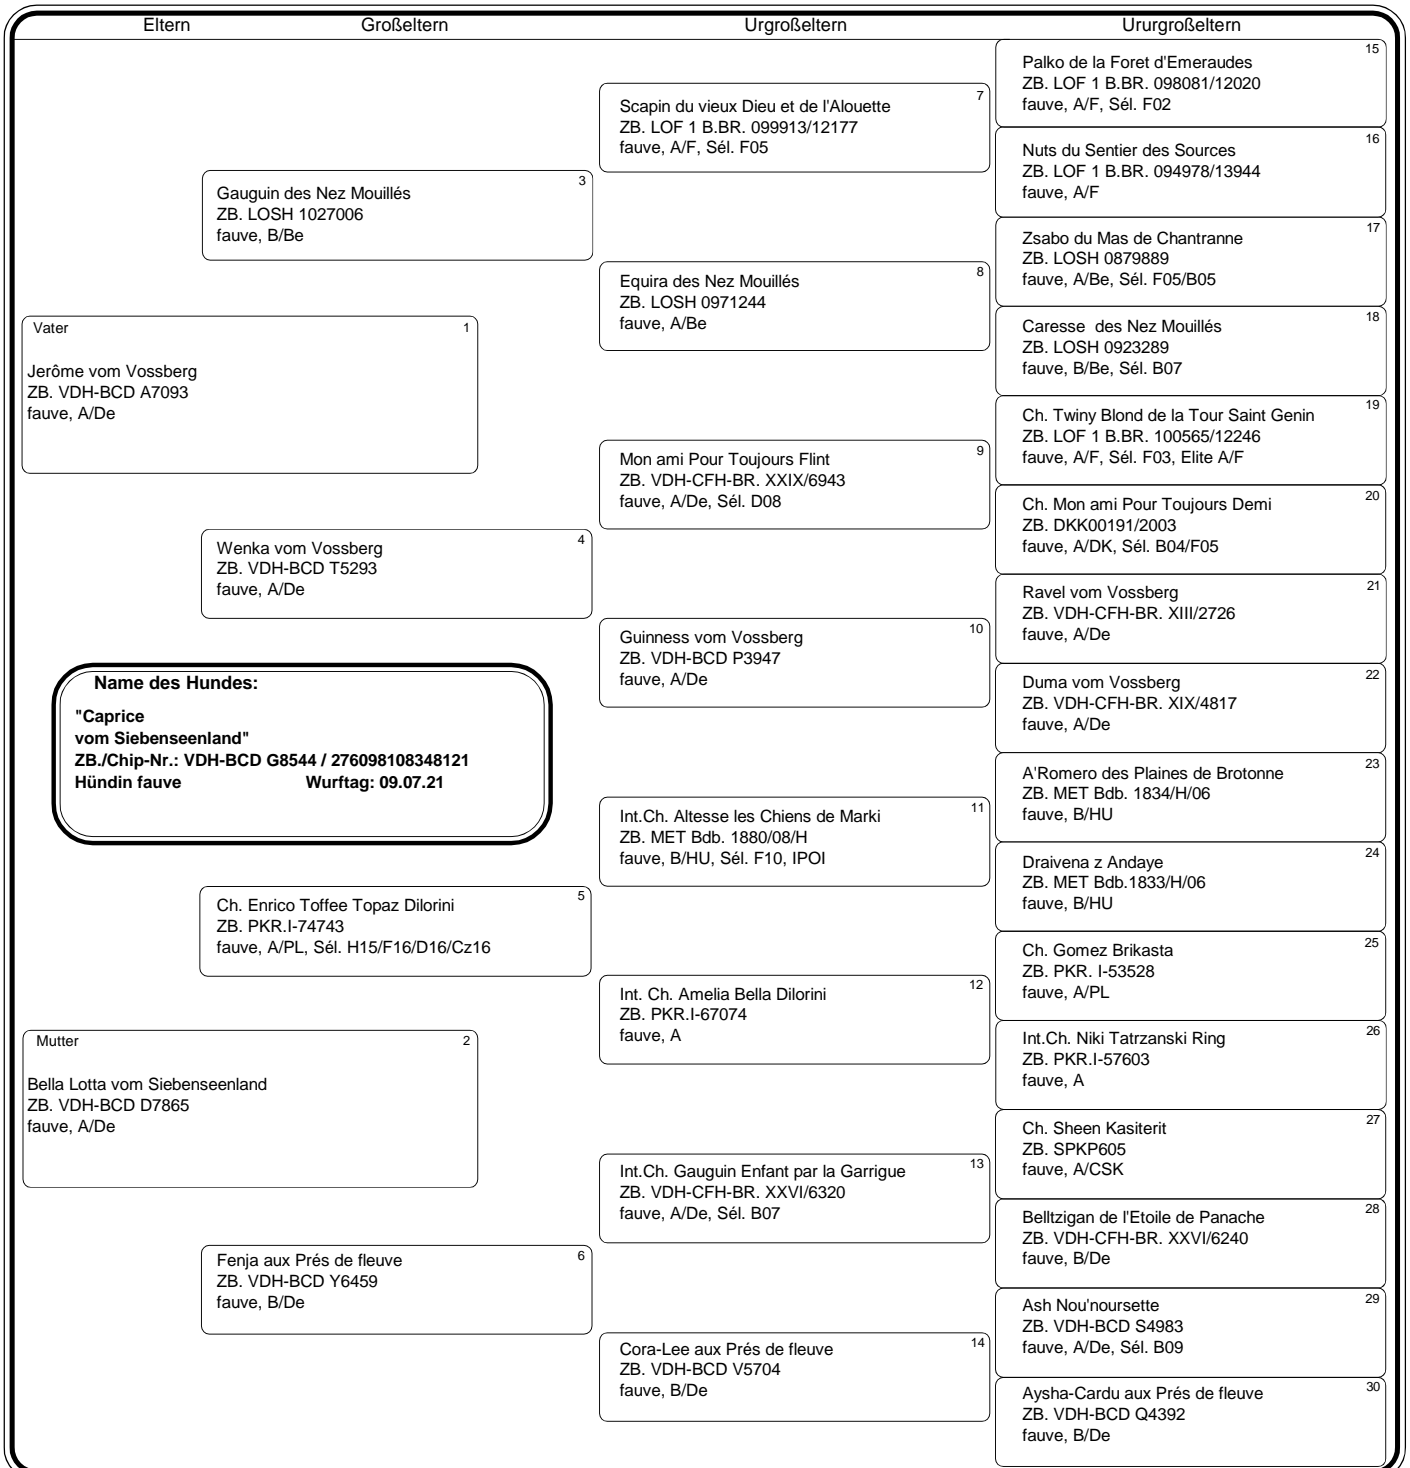 Eltern Großeltern Urgroßeltern Ururgroßeltern
Vater 1
Jerôme vom Vossberg
ZB. VDH-BCD A7093
fauve, A/De
Mutter 2
Bella Lotta vom Siebenseenland
ZB. VDH-BCD D7865
fauve, A/De
Name des Hundes:
"Caprice
vom Siebenseenland"
ZB./Chip-Nr.: VDH-BCD G8544 / 276098108348121
Hündin fauve Wurftag: 09.07.21
3
Gauguin des Nez Mouillés
ZB. LOSH 1027006
fauve, B/Be
4
Wenka vom Vossberg
ZB. VDH-BCD T5293
fauve, A/De
5
Ch. Enrico Toffee Topaz Dilorini
ZB. PKR.I-74743
fauve, A/PL, Sél. H15/F16/D16/Cz16
6
Fenja aux Prés de fleuve
ZB. VDH-BCD Y6459
fauve, B/De
7
Scapin du vieux Dieu et de l'Alouette
ZB. LOF 1 B.BR. 099913/12177
fauve, A/F, Sél. F05
8
Equira des Nez Mouillés
ZB. LOSH 0971244
fauve, A/Be
9
Mon ami Pour Toujours Flint
ZB. VDH-CFH-BR. XXIX/6943
fauve, A/De, Sél. D08
10
Guinness vom Vossberg
ZB. VDH-BCD P3947
fauve, A/De
11
Int.Ch. Altesse les Chiens de Marki
ZB. MET Bdb. 1880/08/H
fauve, B/HU, Sél. F10, IPOI
12
Int. Ch. Amelia Bella Dilorini
ZB. PKR.I-67074
fauve, A
13
Int.Ch. Gauguin Enfant par la Garrigue
ZB. VDH-CFH-BR. XXVI/6320
fauve, A/De, Sél. B07
14
Cora-Lee aux Prés de fleuve
ZB. VDH-BCD V5704
fauve, B/De
15
Palko de la Foret d'Emeraudes
ZB. LOF 1 B.BR. 098081/12020
fauve, A/F, Sél. F02
16
Nuts du Sentier des Sources
ZB. LOF 1 B.BR. 094978/13944
fauve, A/F
17
Zsabo du Mas de Chantranne
ZB. LOSH 0879889
fauve, A/Be, Sél. F05/B05
18
Caresse des Nez Mouillés
ZB. LOSH 0923289
fauve, B/Be, Sél. B07
19
Ch. Twiny Blond de la Tour Saint Genin
ZB. LOF 1 B.BR. 100565/12246
fauve, A/F, Sél. F03, Elite A/F
20
Ch. Mon ami Pour Toujours Demi
ZB. DKK00191/2003
fauve, A/DK, Sél. B04/F05
21
Ravel vom Vossberg
ZB. VDH-CFH-BR. XIII/2726
fauve, A/De
22
Duma vom Vossberg
ZB. VDH-CFH-BR. XIX/4817
fauve, A/De
23
A'Romero des Plaines de Brotonne
ZB. MET Bdb. 1834/H/06
fauve, B/HU
24
Draivena z Andaye
ZB. MET Bdb.1833/H/06
fauve, B/HU
25
Ch. Gomez Brikasta
ZB. PKR. I-53528
fauve, A/PL
26
Int.Ch. Niki Tatrzanski Ring
ZB. PKR.I-57603
fauve, A
27
Ch. Sheen Kasiterit
ZB. SPKP605
fauve, A/CSK
28
Belltzigan de l'Etoile de Panache
ZB. VDH-CFH-BR. XXVI/6240
fauve, B/De
29
Ash Nou'noursette
ZB. VDH-BCD S4983
fauve, A/De, Sél. B09
30
Aysha-Cardu aux Prés de fleuve
ZB. VDH-BCD Q4392
fauve, B/De